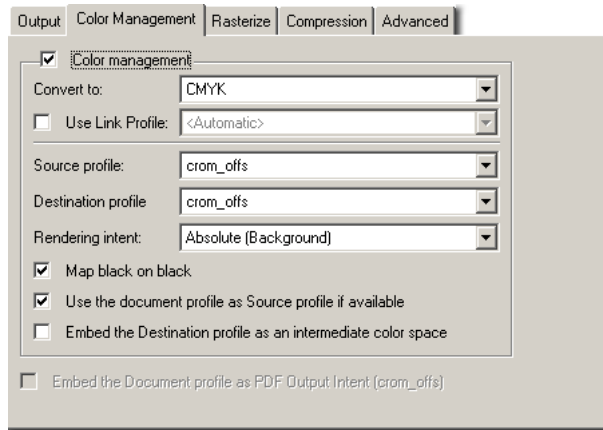 Output Color Management Rasterize Compression Advanced
Color management
Convert to: CMYK
Use Link Profile: <Automatic>
Source profile: crom_offs
Destination profile crom_offs
Rendering intent: Absolute (Background)
Map black on black
Use the document profile as Source profile if available
Embed the Destination profile as an intermediate color space
Embed the Document profile as PDF Output Intent (crom_offs)